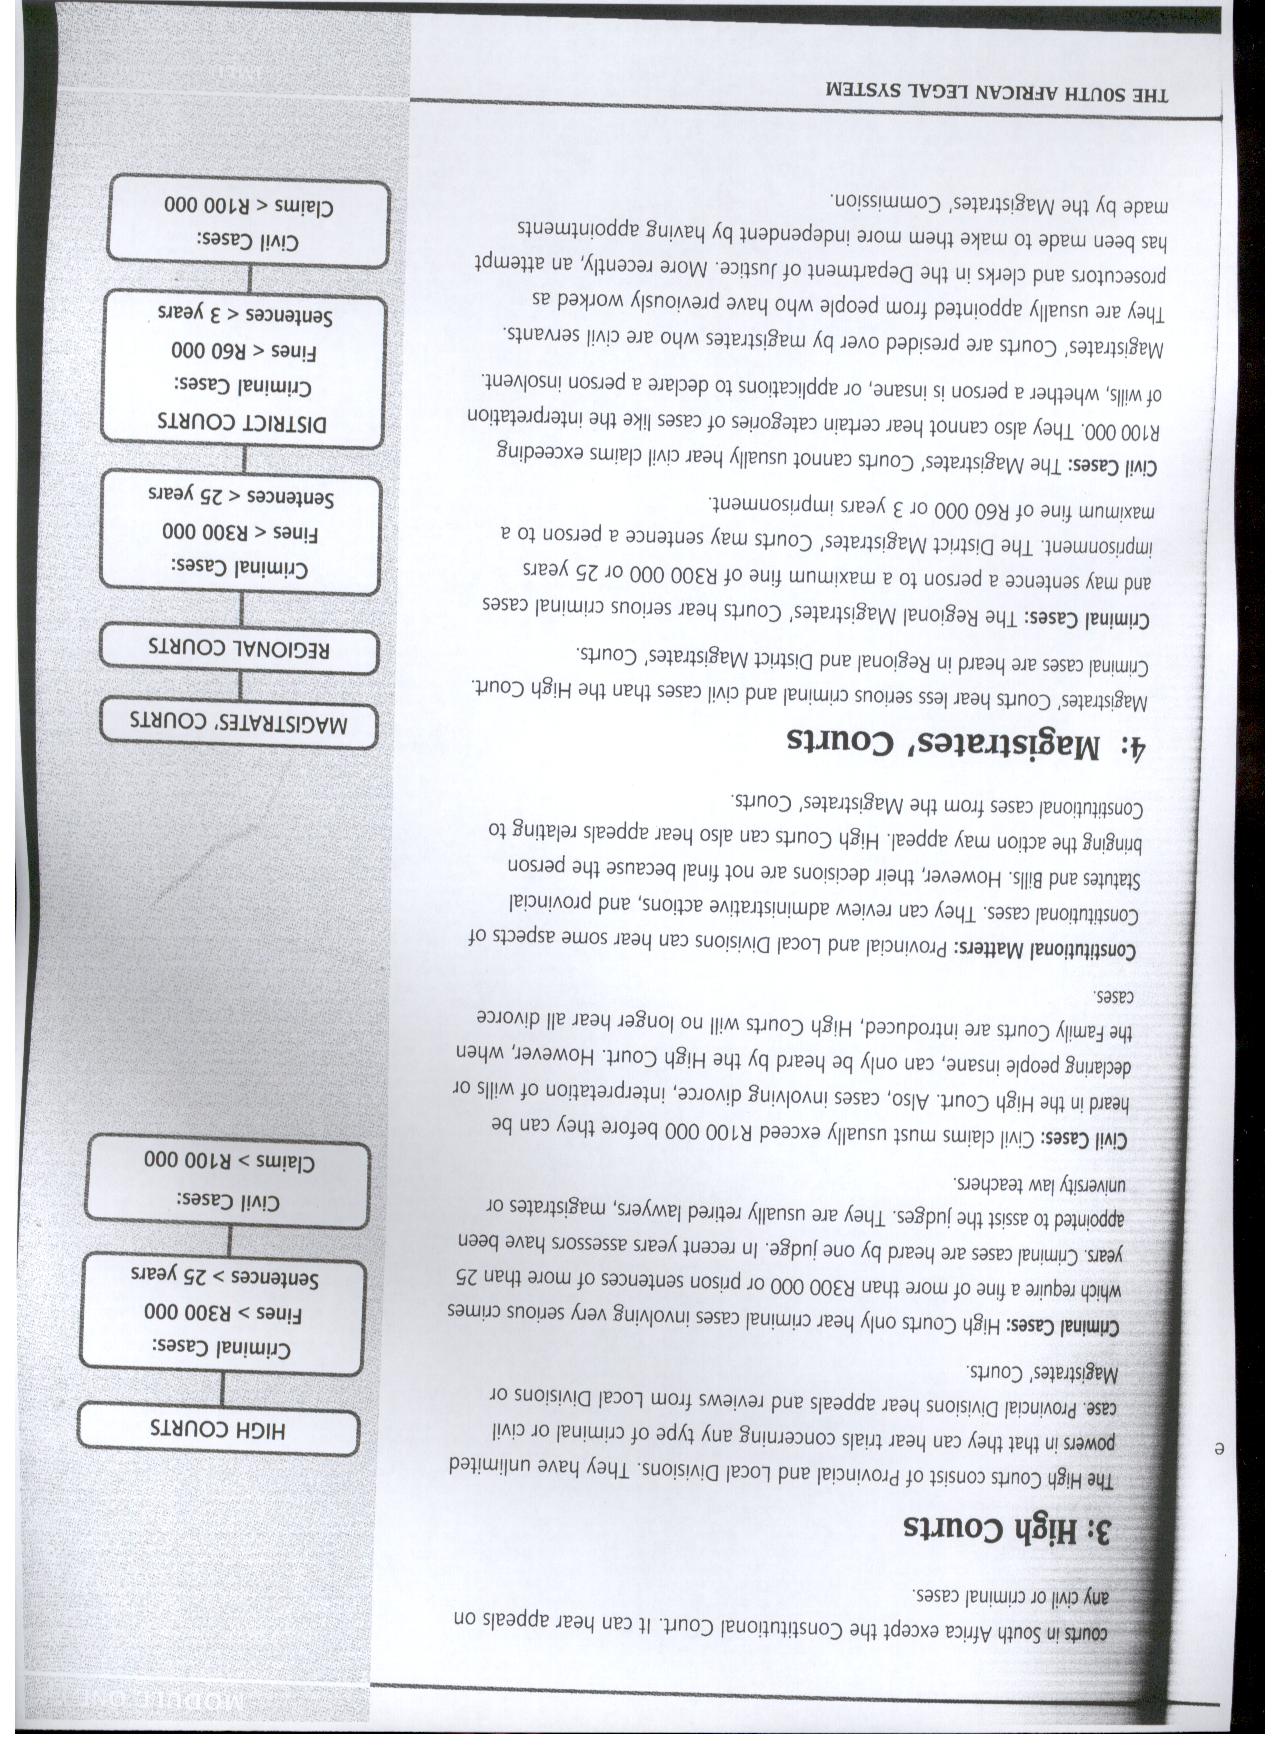 MODULE ONE
courts in South Africa except the Constitutional Court. It can hear appeals on
any civil or criminal cases.
3: High Courts
The High Courts consist of Provincial and Local Divisions. They have unlimited
powers in that they can hear trials concerning any type of criminal or civil
case. Provincial Divisions hear appeals and reviews from Local Divisions or
Magistrates' Courts.
Criminal Cases: High Courts only hear criminal cases involving very serious crimes
which require a fine of more than R300 000 or prison sentences of more than 25
years. Criminal cases are heard by one judge. In recent years assessors have been
appointed to assist the judges. They are usually retired lawyers, magistrates or
university law teachers.
Civil Cases: Civil claims must usually exceed R100 000 before they can be
heard in the High Court. Also, cases involving divorce, interpretation of wills or
declaring people insane, can only be heard by the High Court. However, when
the Family Courts are introduced, High Courts will no longer hear all divorce
cases.
Constitutional Matters: Provincial and Local Divisions can hear some aspects of
Constitutional cases. They can review administrative actions, and provincial
Statutes and Bills. However, their decisions are not final because the person
bringing the action may appeal. High Courts can also hear appeals relating to
Constitutional cases from the Magistrates' Courts.
4: Magistrates' Courts
Magistrates' Courts hear less serious criminal and civil cases than the High Court.
Criminal cases are heard in Regional and District Magistrates' Courts.
Criminal Cases: The Regional Magistrates' Courts hear serious criminal cases
and may sentence a person to a maximum fine of R300 000 or 25 years
imprisonment. The District Magistrates' Courts may sentence a person to a
maximum fine of R60 000 or 3 years imprisonment.
Civil Cases: The Magistrates' Courts cannot usually hear civil claims exceeding
R100 000. They also cannot hear certain categories of cases like the interpretation
of wills, whether a person is insane, or applications to declare a person insolvent.
Magistrates' Courts are presided over by magistrates who are civil servants.
They are usually appointed from people who have previously worked as
prosecutors and clerks in the Department of Justice. More recently, an attempt
has been made to make them more independent by having appointments
made by the Magistrates' Commission.
HIGH COURTS
Criminal Cases:
Fines > R300 000
Sentences > 25 years
Civil Cases:
Claims > R100 000
MAGISTRATES' COURTS
REGIONAL COURTS
Criminal Cases:
Fines < R300 000
Sentences < 25 years
DISTRICT COURTS
Criminal Cases:
Fines < R60 000
Sentences < 3 years
Civil Cases:
Claims < R100 000
THE SOUTH AFRICAN LEGAL SYSTEM
e